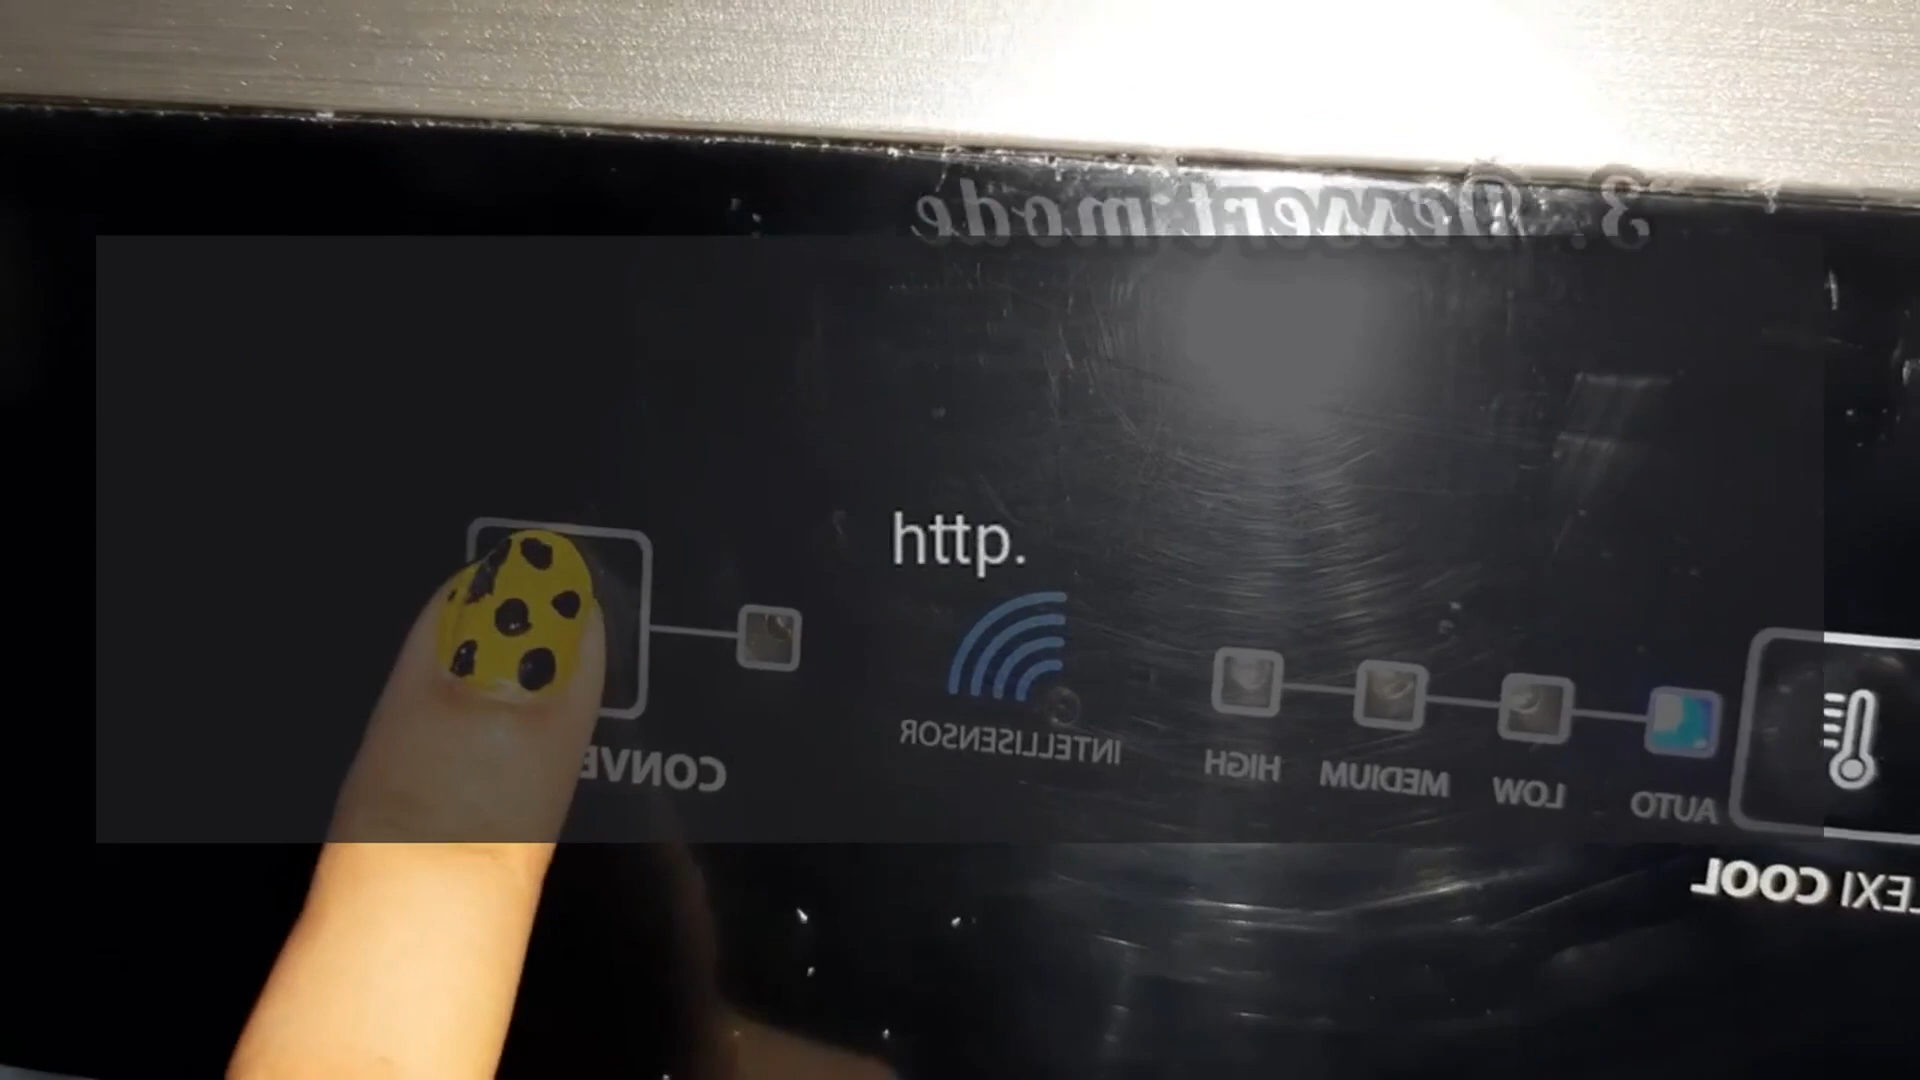 3. Dessert mode
http.
INTELLISENSOR
HIGH
MEDIUM
LOW
AUTO
CONVE
LEXI COOL